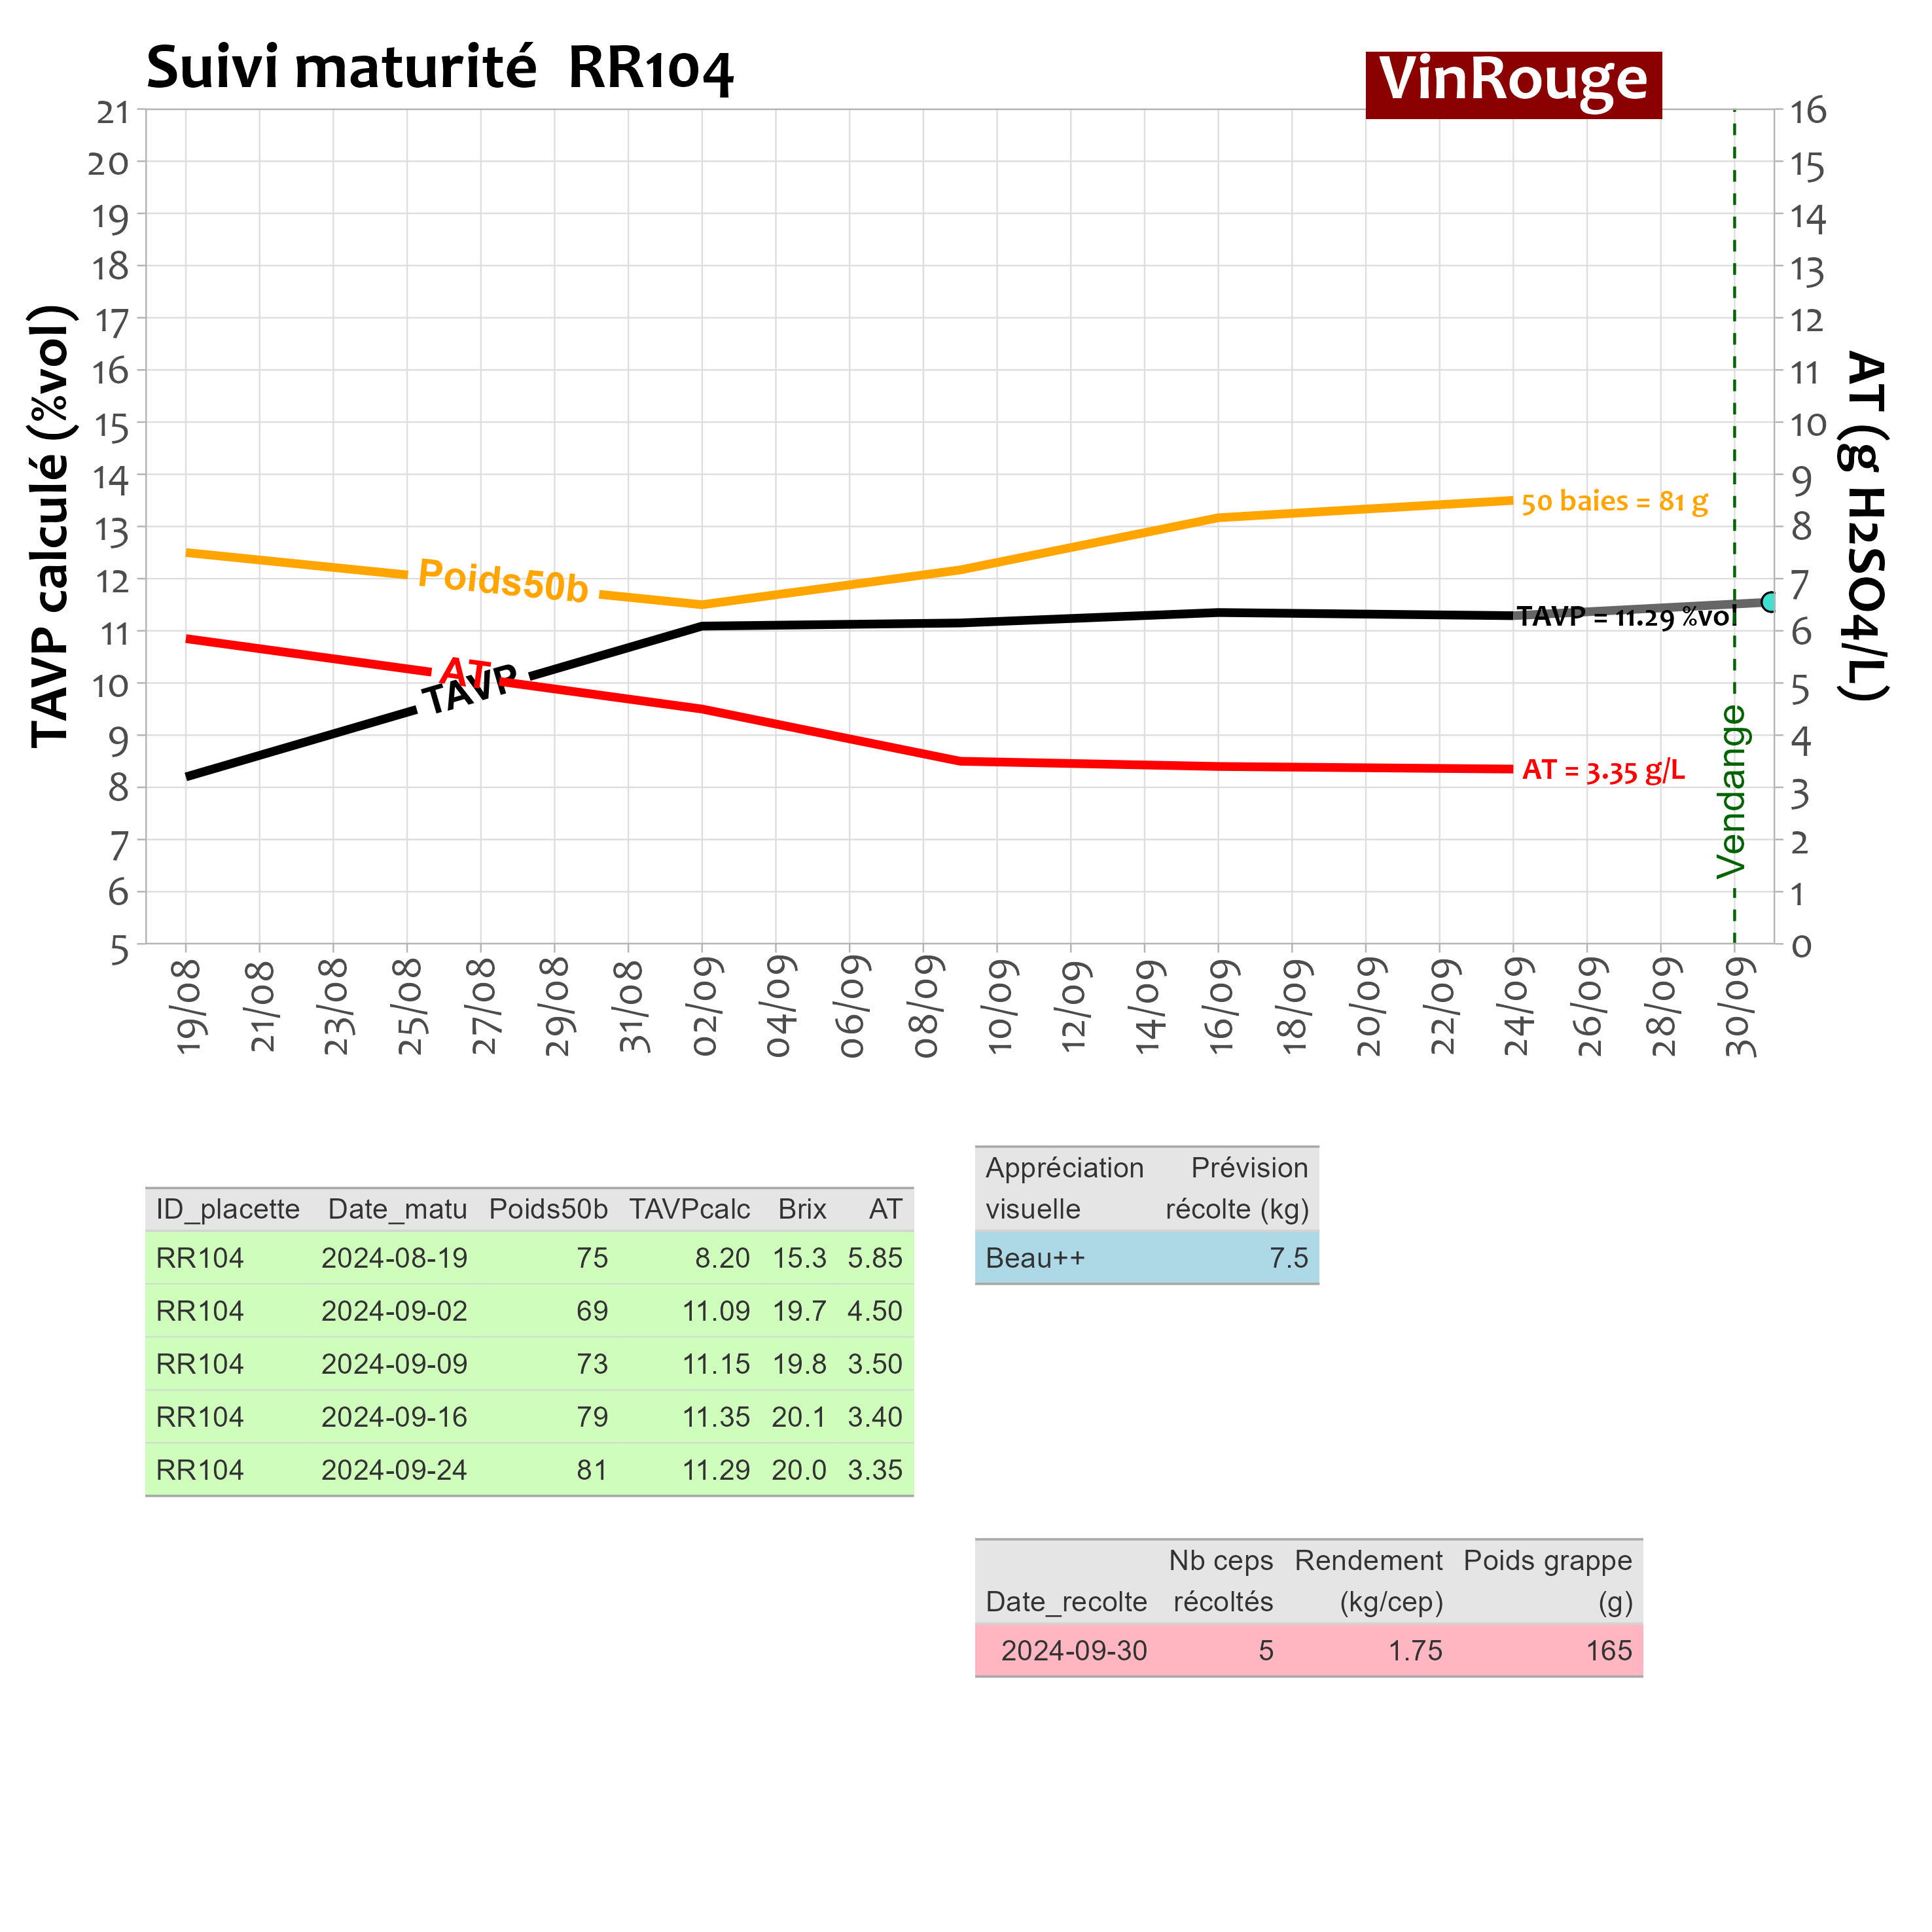 Suivi maturité RR104
VinRouge
TAVP calculé (%vol)
21
20
19
18
17
16
15
14
13
12
11
10
9
8
7
6
5
Poids50b
AT
TAVP
50 baies = 81 g
TAVP = 11.29 %vol
AT = 3.35 g/L
Vendange
16
15
14
13
12
11
10
9
8
7
6
5
4
3
2
1
0
AT (g H2SO4/L)
19/08
21/08
23/08
25/08
27/08
29/08
31/08
02/09
04/09
06/09
08/09
10/09
12/09
14/09
16/09
18/09
20/09
22/09
24/09
26/09
28/09
30/09
ID_placette Date_matu Poids50b TAVPcalc Brix AT
RR104 2024-08-19 75 8.20 15.3 5.85
RR104 2024-09-02 69 11.09 19.7 4.50
RR104 2024-09-09 73 11.15 19.8 3.50
RR104 2024-09-16 79 11.35 20.1 3.40
RR104 2024-09-24 81 11.29 20.0 3.35
Appréciation Prévision
visuelle récolte (kg)
Beau++ 7.5
Nb ceps Rendement Poids grappe
Date_recolte récoltés (kg/cep) (g)
2024-09-30 5 1.75 165